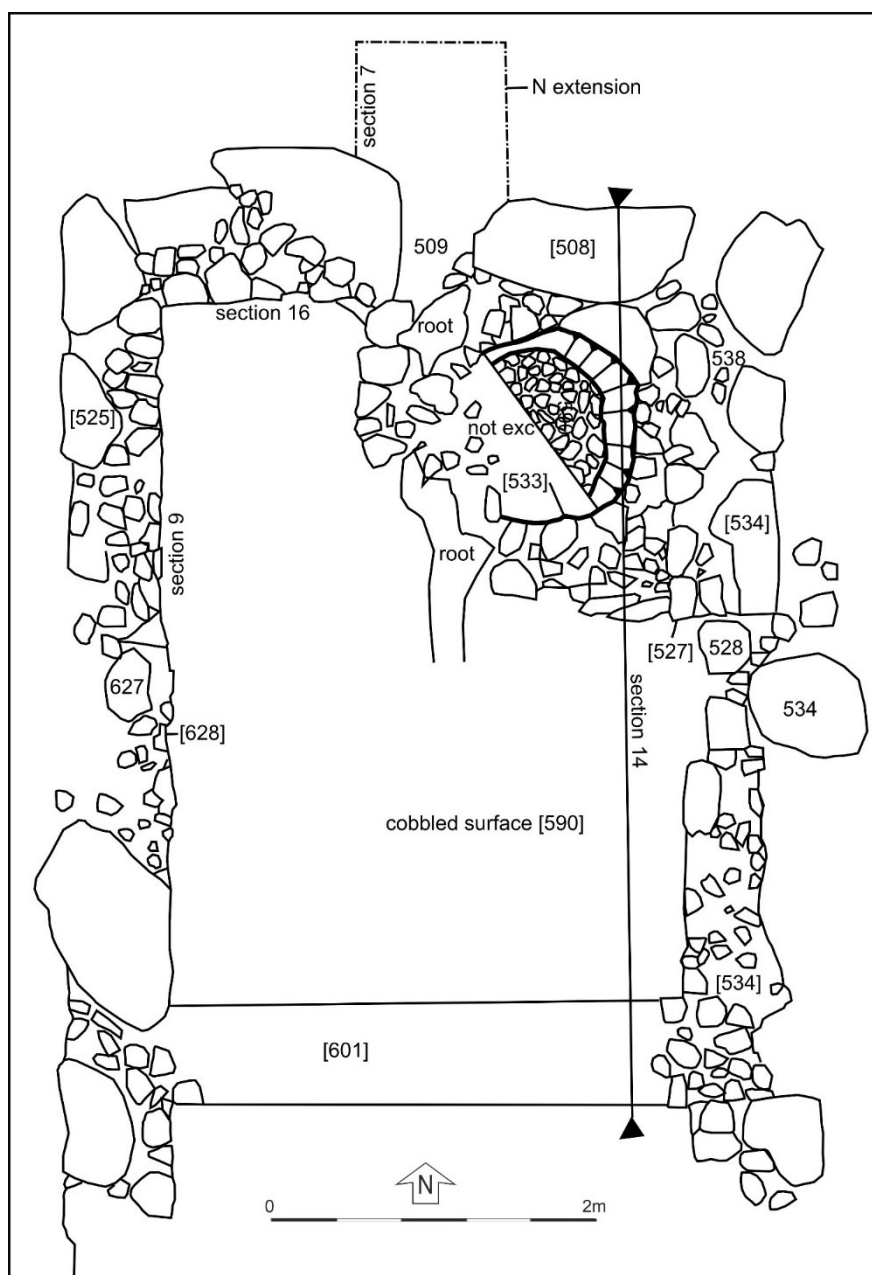 section 7
N extension
509
[508]
section 16
root
538
[525]
not exc
[533]
section 9
[534]
root
[527]
528
627
534
[628]
section 14
cobbled surface [590]
[534]
[601]
N
0
2m